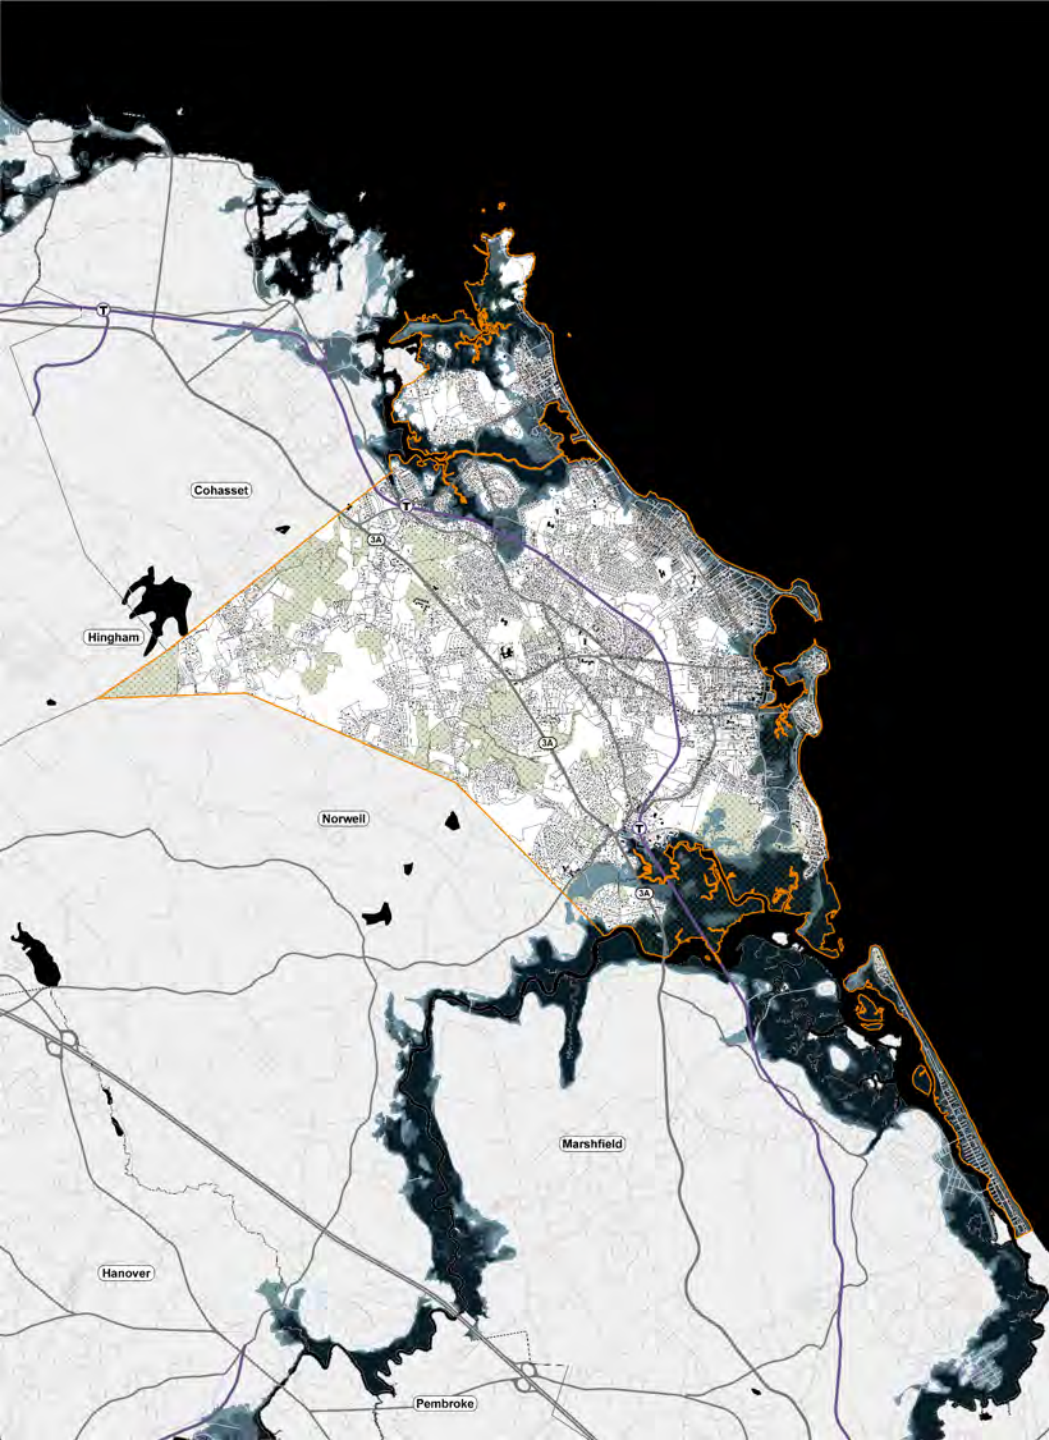 T
Cohasset
T
3A
Hingham
3A
Norwell
T
3A
Marshfield
Hanover
Pembroke